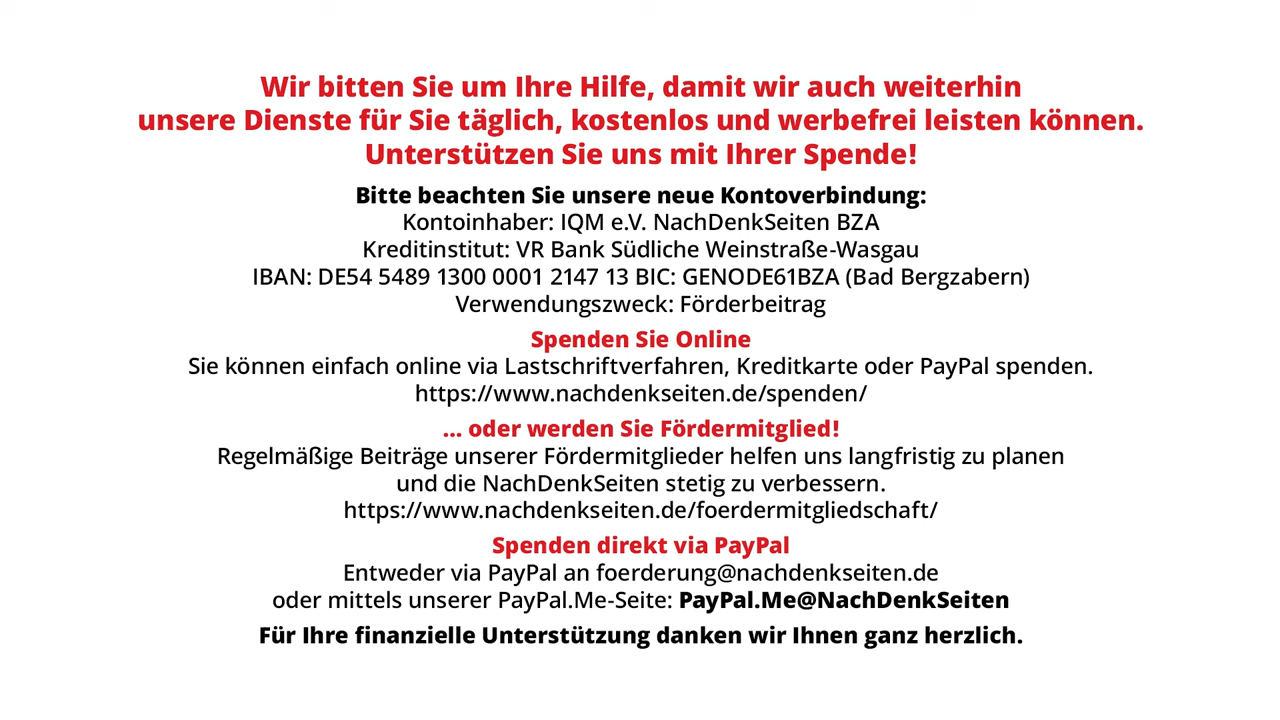 Wir bitten Sie um Ihre Hilfe, damit wir auch weiterhin
unsere Dienste für Sie täglich, kostenlos und werbefrei leisten können.
Unterstützen Sie uns mit Ihrer Spende!
Bitte beachten Sie unsere neue Kontoverbindung:
Kontoinhaber: IQM e.V. NachDenkSeiten BZA
Kreditinstitut: VR Bank Südliche Weinstraße-Wasgau
IBAN: DE54 5489 1300 0001 2147 13 BIC: GENODE61BZA (Bad Bergzabern)
Verwendungszweck: Förderbeitrag
Spenden Sie Online
Sie können einfach online via Lastschriftverfahren, Kreditkarte oder PayPal spenden.
https://www.nachdenkseiten.de/spenden/
... oder werden Sie Fördermitglied!
Regelmäßige Beiträge unserer Fördermitglieder helfen uns langfristig zu planen
und die NachDenkSeiten stetig zu verbessern.
https://www.nachdenkseiten.de/foerdermitgliedschaft/
Spenden direkt via PayPal
Entweder via PayPal an foerderung@nachdenkseiten.de
oder mittels unserer PayPal.Me-Seite: PayPal.Me@NachDenkSeiten
Für Ihre finanzielle Unterstützung danken wir Ihnen ganz herzlich.